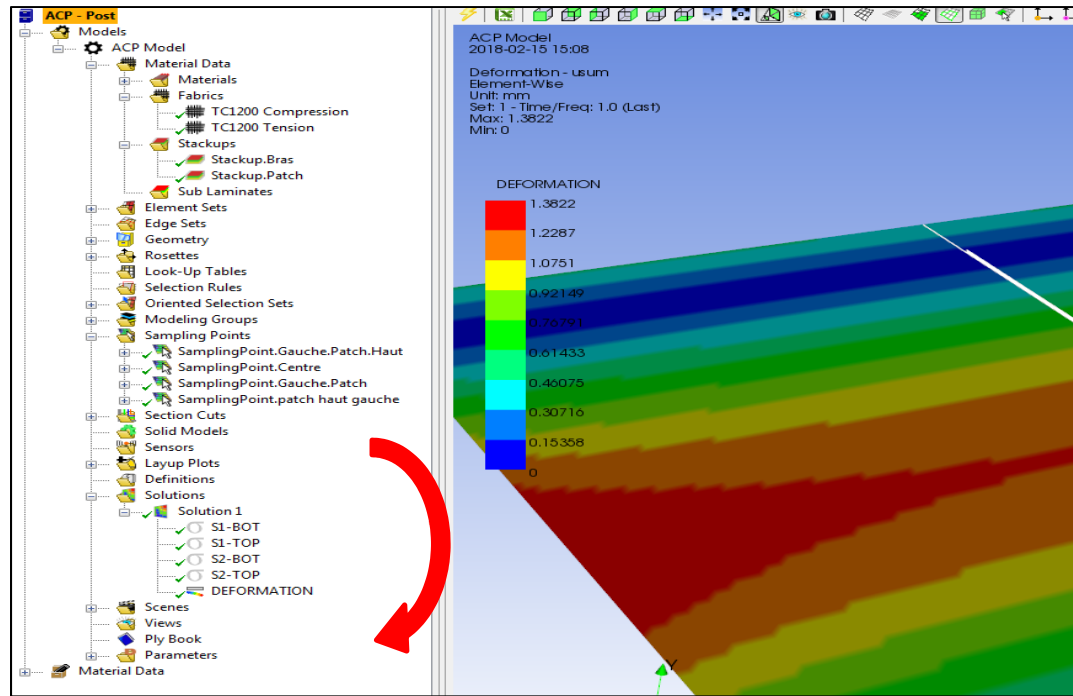 ACP - Post
Models
ACP Model
Material Data
Materials
Fabrics
TC1200 Compression
TC1200 Tension
Stackups
Stackup.Bras
Stackup.Patch
Sub Laminates
Element Sets
Edge Sets
Geometry
Rosettes
Look-Up Tables
Selection Rules
Oriented Selection Sets
Modeling Groups
Sampling Points
SamplingPoint.Gauche.Patch.Haut
SamplingPoint.Centre
SamplingPoint.Gauche.Patch
SamplingPoint.patch haut gauche
Section Cuts
Solid Models
Sensors
Layup Plots
Definitions
Solutions
Solution 1
S1-BOT
S1-TOP
S2-BOT
S2-TOP
DEFORMATION
Scenes
Views
Ply Book
Parameters
Material Data
ACP Model
2018-02-15 15:08
Deformation - usum
Element-Wise
Unit: mm
Set: 1 - Time/Freq: 1.0 (Last)
Max: 1.3822
Min: 0
DEFORMATION
1.3822
1.2287
1.0751
0.92149
0.76791
0.61433
0.46075
0.30716
0.15358
0
Y